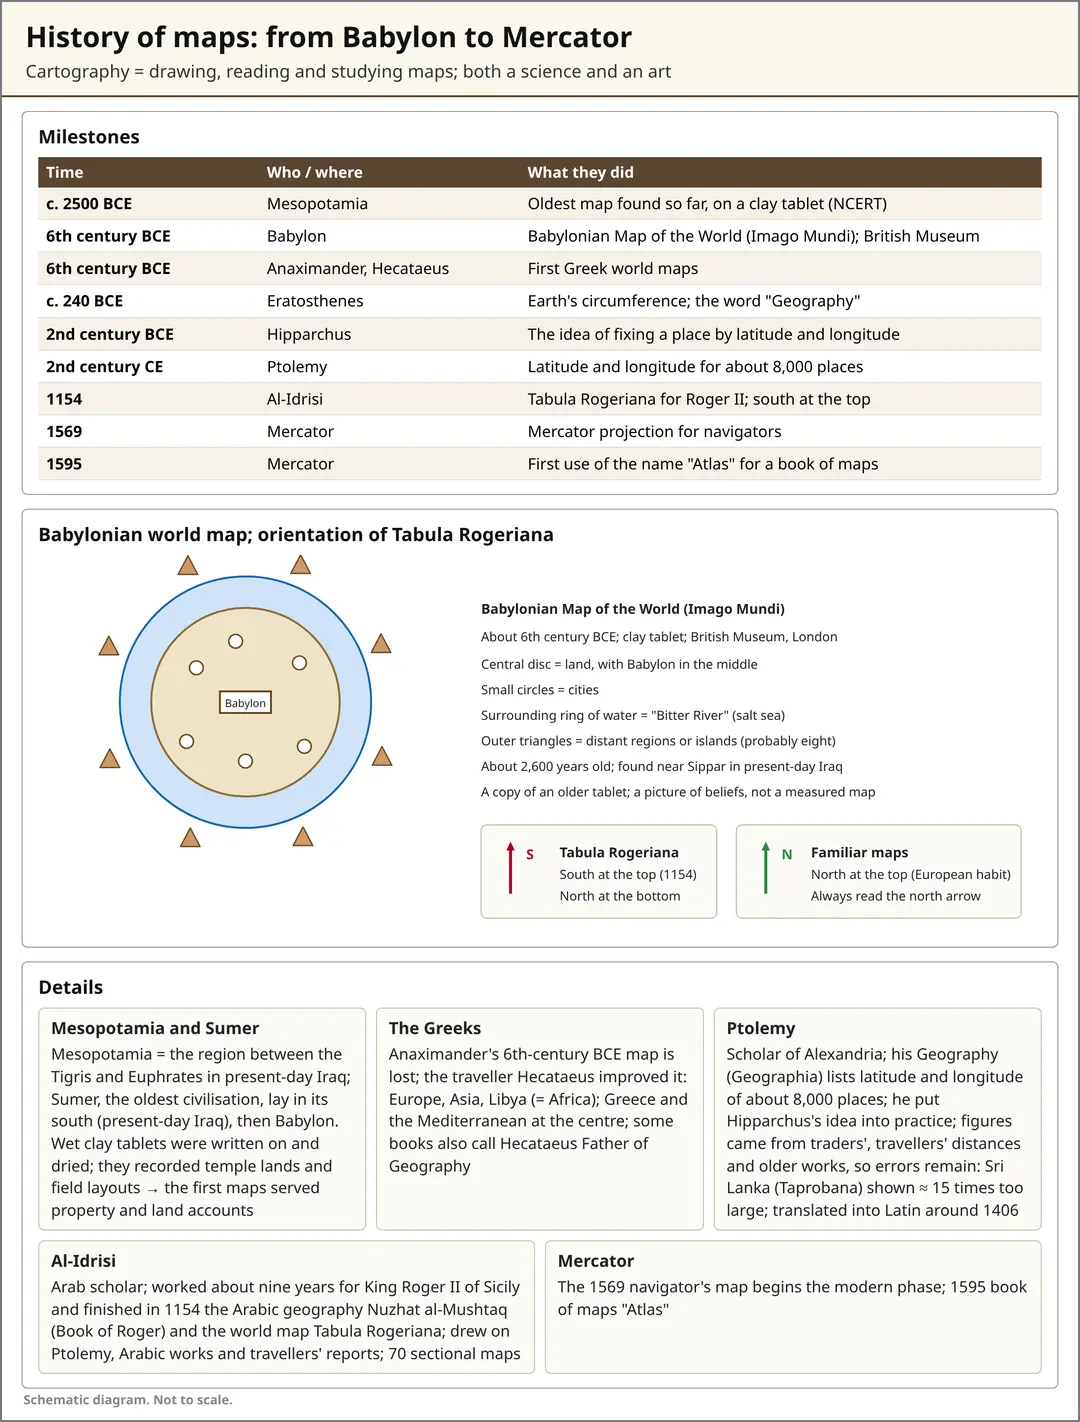 History of maps: from Babylon to Mercator
Cartography = drawing, reading and studying maps; both a science and an art
Milestones
Time Who / where What they did
c. 2500 BCE Mesopotamia Oldest map found so far, on a clay tablet (NCERT)
6th century BCE Babylon Babylonian Map of the World (Imago Mundi); British Museum
6th century BCE Anaximander, Hecataeus First Greek world maps
c. 240 BCE Eratosthenes Earth's circumference; the word "Geography"
2nd century BCE Hipparchus The idea of fixing a place by latitude and longitude
2nd century CE Ptolemy Latitude and longitude for about 8,000 places
1154 Al-Idrisi Tabula Rogeriana for Roger II; south at the top
1569 Mercator Mercator projection for navigators
1595 Mercator First use of the name "Atlas" for a book of maps
Babylonian world map; orientation of Tabula Rogeriana
Babylon
Babylonian Map of the World (Imago Mundi)
About 6th century BCE; clay tablet; British Museum, London
Central disc = land, with Babylon in the middle
Small circles = cities
Surrounding ring of water = "Bitter River" (salt sea)
Outer triangles = distant regions or islands (probably eight)
About 2,600 years old; found near Sippar in present-day Iraq
A copy of an older tablet; a picture of beliefs, not a measured map
S
Tabula Rogeriana
South at the top (1154)
North at the bottom
N
Familiar maps
North at the top (European habit)
Always read the north arrow
Details
Mesopotamia and Sumer
Mesopotamia = the region between the
Tigris and Euphrates in present-day Iraq;
Sumer, the oldest civilisation, lay in its
south (present-day Iraq), then Babylon.
Wet clay tablets were written on and
dried; they recorded temple lands and
field layouts → the first maps served
property and land accounts
The Greeks
Anaximander's 6th-century BCE map is
lost; the traveller Hecataeus improved it:
Europe, Asia, Libya (= Africa); Greece and
the Mediterranean at the centre; some
books also call Hecataeus Father of
Geography
Ptolemy
Scholar of Alexandria; his Geography
(Geographia) lists latitude and longitude
of about 8,000 places; he put
Hipparchus's idea into practice; figures
came from traders', travellers' distances
and older works, so errors remain: Sri
Lanka (Taprobana) shown ≈ 15 times too
large; translated into Latin around 1406
Al-Idrisi
Arab scholar; worked about nine years for King Roger II of Sicily
and finished in 1154 the Arabic geography Nuzhat al-Mushtaq
(Book of Roger) and the world map Tabula Rogeriana; drew on
Ptolemy, Arabic works and travellers' reports; 70 sectional maps
Mercator
The 1569 navigator's map begins the modern phase; 1595 book
of maps "Atlas"
Schematic diagram. Not to scale.